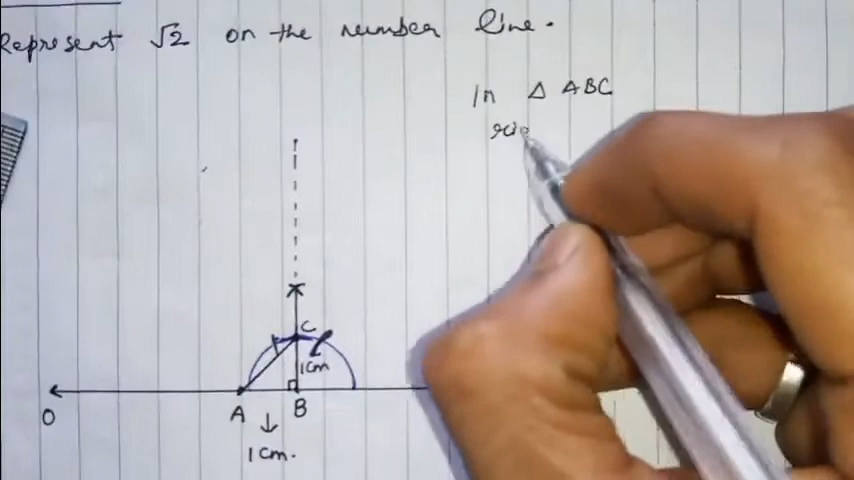 Represent √2 on the number line.
In Δ ABC
C
1cm
O
A
B
1cm.